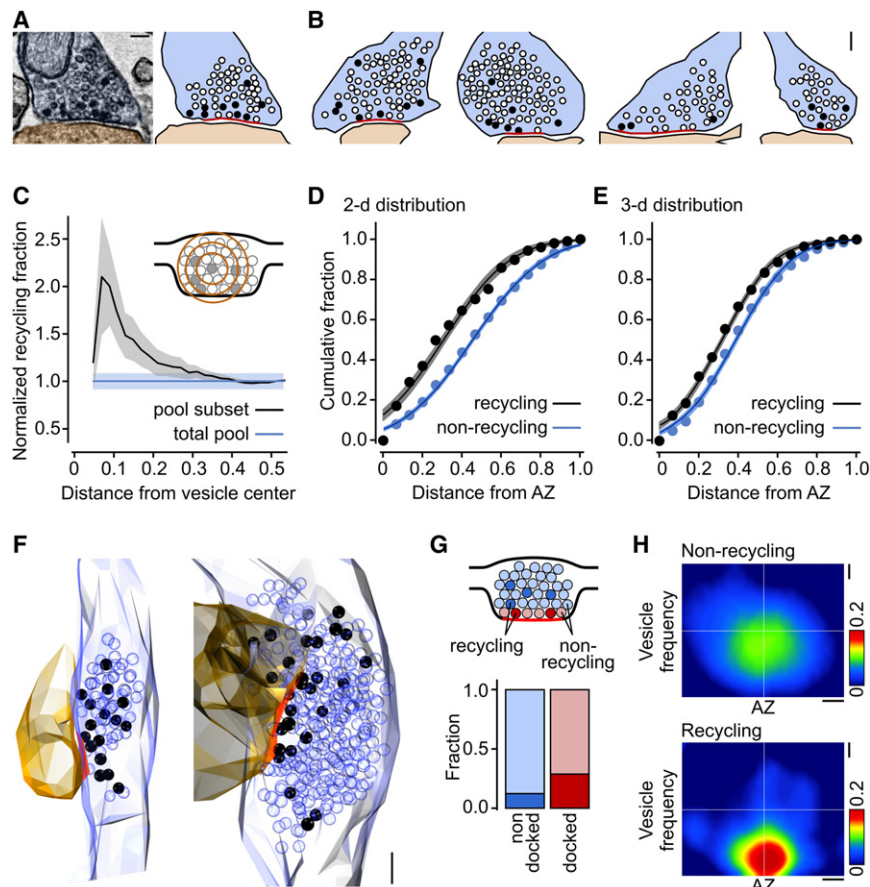 A
B
C
Normalized recycling fraction
2.5
2.0
1.5
1.0
0.5
pool subset
total pool
0
0.1
0.2
0.3
0.4
0.5
Distance from vesicle center
D
2-d distribution
Cumulative fraction
1.0
0.8
0.6
0.4
0.2
0.0
recycling
non-recycling
0
0.2
0.4
0.6
0.8
1.0
Distance from AZ
E
3-d distribution
1.0
0.8
0.6
0.4
0.2
0.0
recycling
non-recycling
0
0.2
0.4
0.6
0.8
1.0
Distance from AZ
F
G
recycling
non-
recycling
Fraction
1.0
0.5
0.0
non
docked
docked
H
Non-recycling
Vesicle
frequency
AZ
0.2
0
Recycling
Vesicle
frequency
AZ
0.2
0